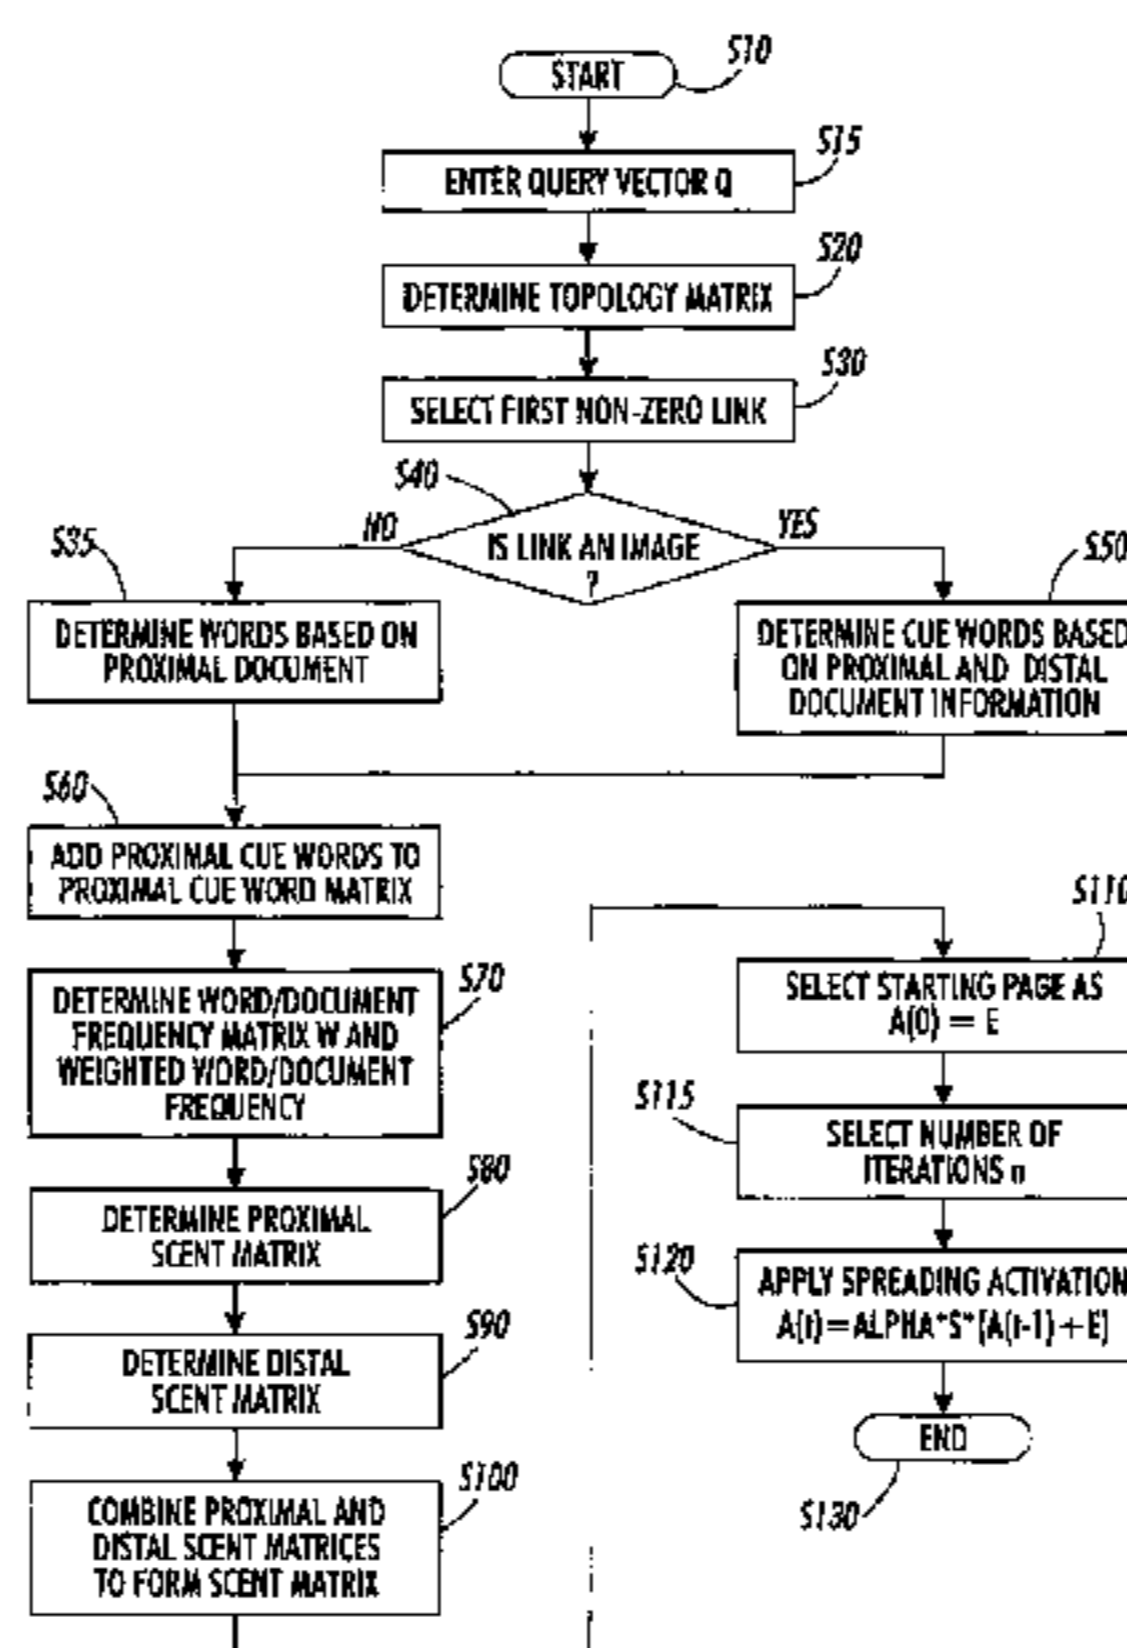 S10
START
S15
ENTER QUERY VECTOR Q
S20
DETERMINE TOPOLOGY MATRIX
S30
SELECT FIRST NON-ZERO LINK
S40
NO
YES
IS LINK AN IMAGE
?
S35
DETERMINE WORDS BASED ON
PROXIMAL DOCUMENT
S50
DETERMINE CUE WORDS BASED
ON PROXIMAL AND DISTAL
DOCUMENT INFORMATION
S60
ADD PROXIMAL CUE WORDS TO
PROXIMAL CUE WORD MATRIX
S70
DETERMINE WORD/DOCUMENT
FREQUENCY MATRIX W AND
WEIGHTED WORD/DOCUMENT
FREQUENCY
S80
DETERMINE PROXIMAL
SCENT MATRIX
S90
DETERMINE DISTAL
SCENT MATRIX
S100
COMBINE PROXIMAL AND
DISTAL SCENT MATRICES
TO FORM SCENT MATRIX
S110
SELECT STARTING PAGE AS
A(0) = E
S115
SELECT NUMBER OF
ITERATIONS n
S120
APPLY SPREADING ACTIVATION
A(t)=ALPHA*S*(A(t-1)+E)
END
S130